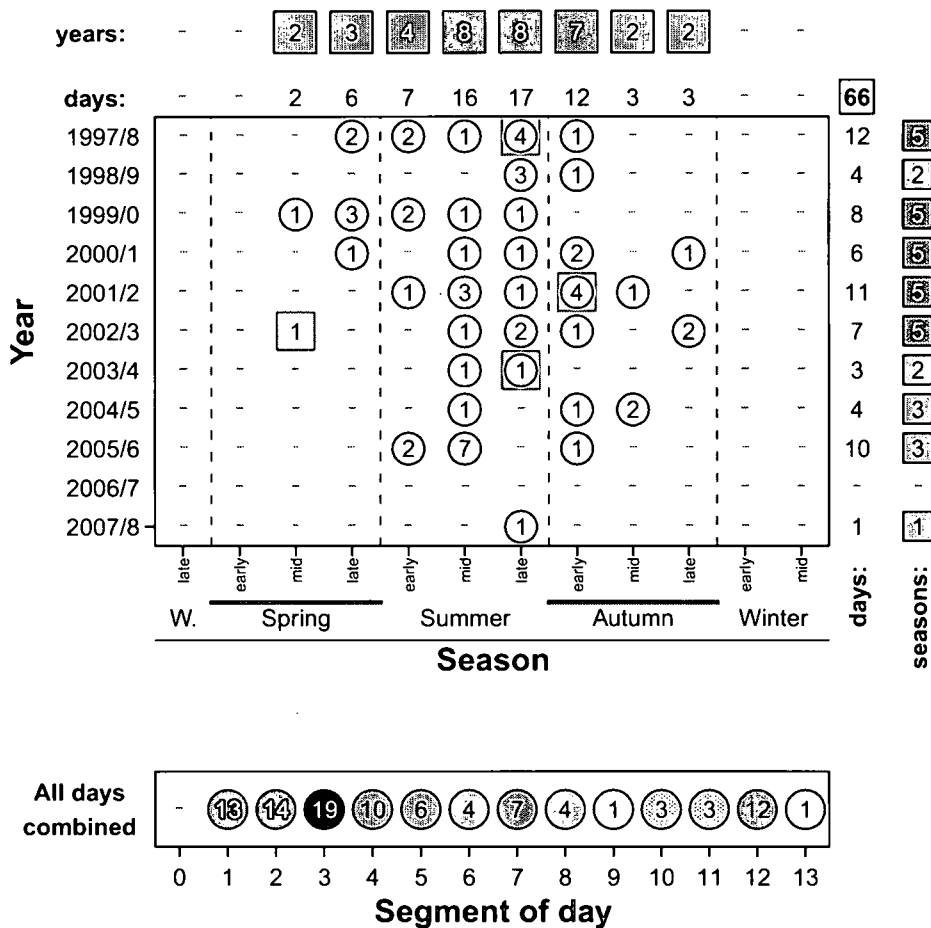 years: - - 2 3 4 8 8 7 2 2 - -
days: - - 2 6 7 16 17 12 3 3 - - 66
1997/8 - - - 2 2 1 4 1 - - - - 12 5
1998/9 - - - - - - 3 1 - - - - 4 2
1999/0 - - 1 3 2 1 1 - - - - - 8 5
2000/1 - - - 1 - 1 1 2 - 1 - - 6 5
2001/2 - - - - 1 3 1 4 1 - - - 11 5
2002/3 - - 1 - - 1 2 1 - 2 - - 7 5
2003/4 - - - - - 1 1 - - - - - 3 2
2004/5 - - - - - 1 - 1 2 - - - 4 3
2005/6 - - - - 2 7 - 1 - - - - 10 3
2006/7 - - - - - - - - - - - - - -
2007/8 - - - - - - 1 - - - - - 1 1
Year
late early mid late early mid late early mid late early mid
W. Spring Summer Autumn Winter
Season
days:
seasons:
All days
combined
- 13 14 19 10 6 4 7 4 1 3 3 12 1
0 1 2 3 4 5 6 7 8 9 10 11 12 13
Segment of day